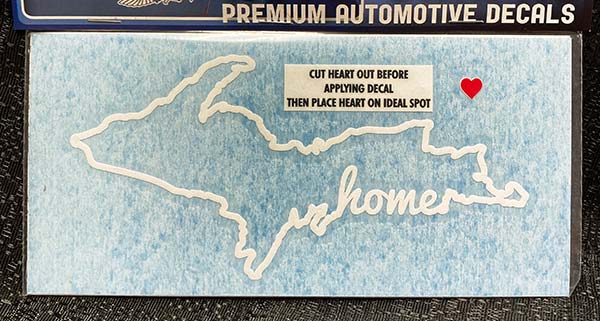 PREMIUM AUTOMOTIVE DECALS
CUT HEART OUT BEFORE
APPLYING DECAL
THEN PLACE HEART ON IDEAL SPOT
home